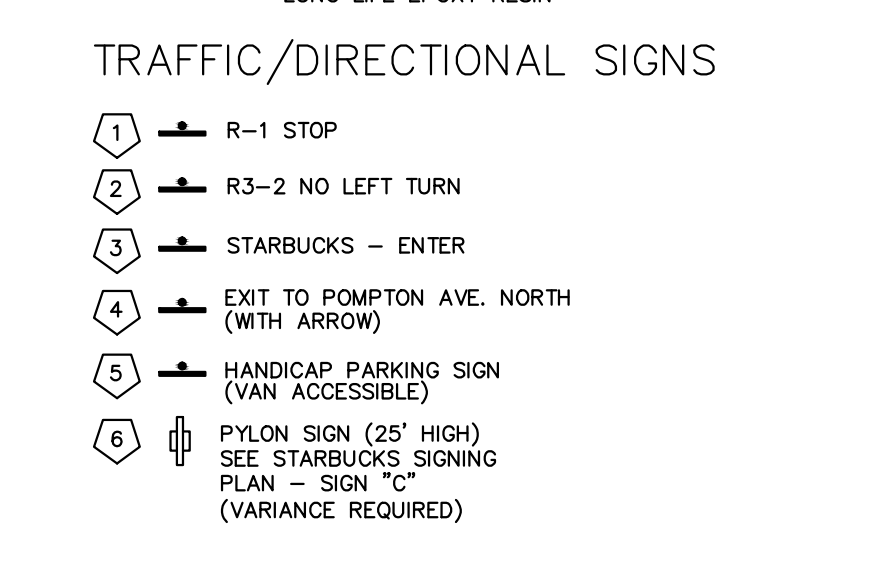 TRAFFIC/DIRECTIONAL SIGNS
1 R-1 STOP
2 R3-2 NO LEFT TURN
3 STARBUCKS - ENTER
4 EXIT TO POMPTON AVE. NORTH
(WITH ARROW)
5 HANDICAP PARKING SIGN
(VAN ACCESSIBLE)
6 PYLON SIGN (25' HIGH)
SEE STARBUCKS SIGNING
PLAN - SIGN "C"
(VARIANCE REQUIRED)